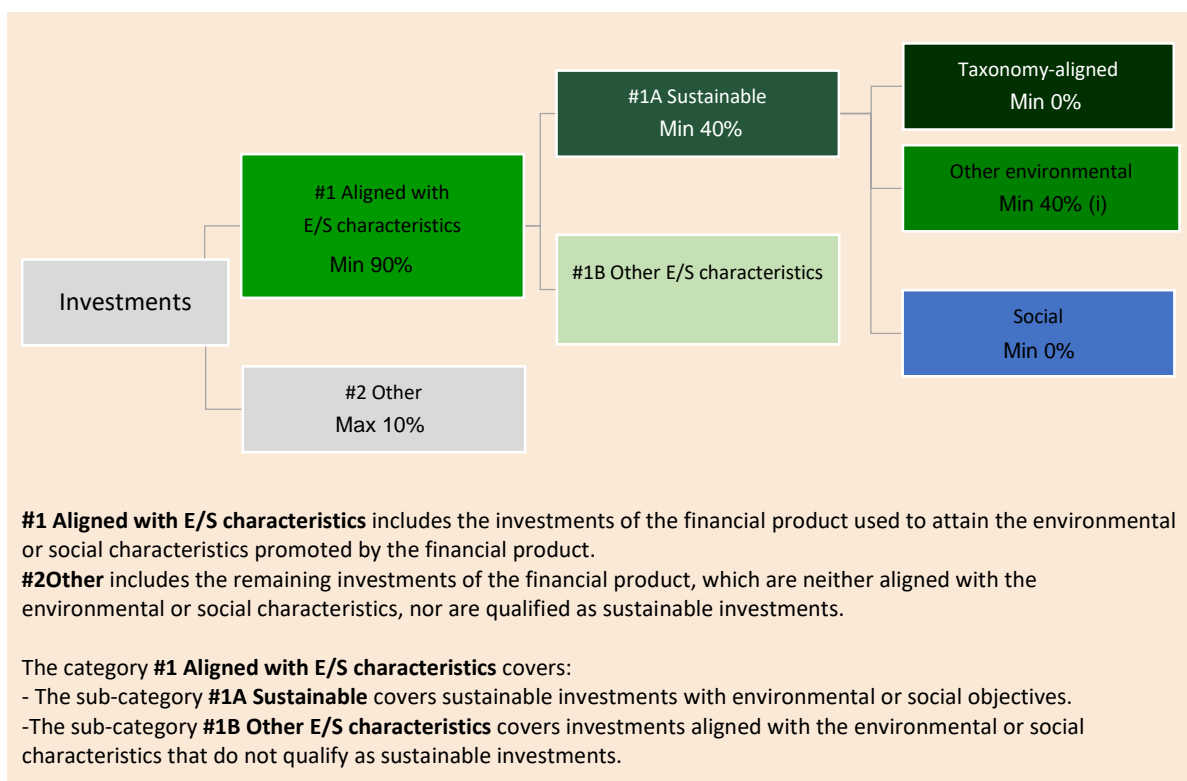 Taxonomy-aligned
Min 0%
#1A Sustainable
Min 40%
Other environmental
Min 40% (i)
#1 Aligned with
E/S characteristics
Min 90%
#1B Other E/S characteristics
Investments
Social
Min 0%
#2 Other
Max 10%
#1 Aligned with E/S characteristics includes the investments of the financial product used to attain the environmental
or social characteristics promoted by the financial product.
#2Other includes the remaining investments of the financial product, which are neither aligned with the
environmental or social characteristics, nor are qualified as sustainable investments.
The category #1 Aligned with E/S characteristics covers:
- The sub-category #1A Sustainable covers sustainable investments with environmental or social objectives.
-The sub-category #1B Other E/S characteristics covers investments aligned with the environmental or social
characteristics that do not qualify as sustainable investments.